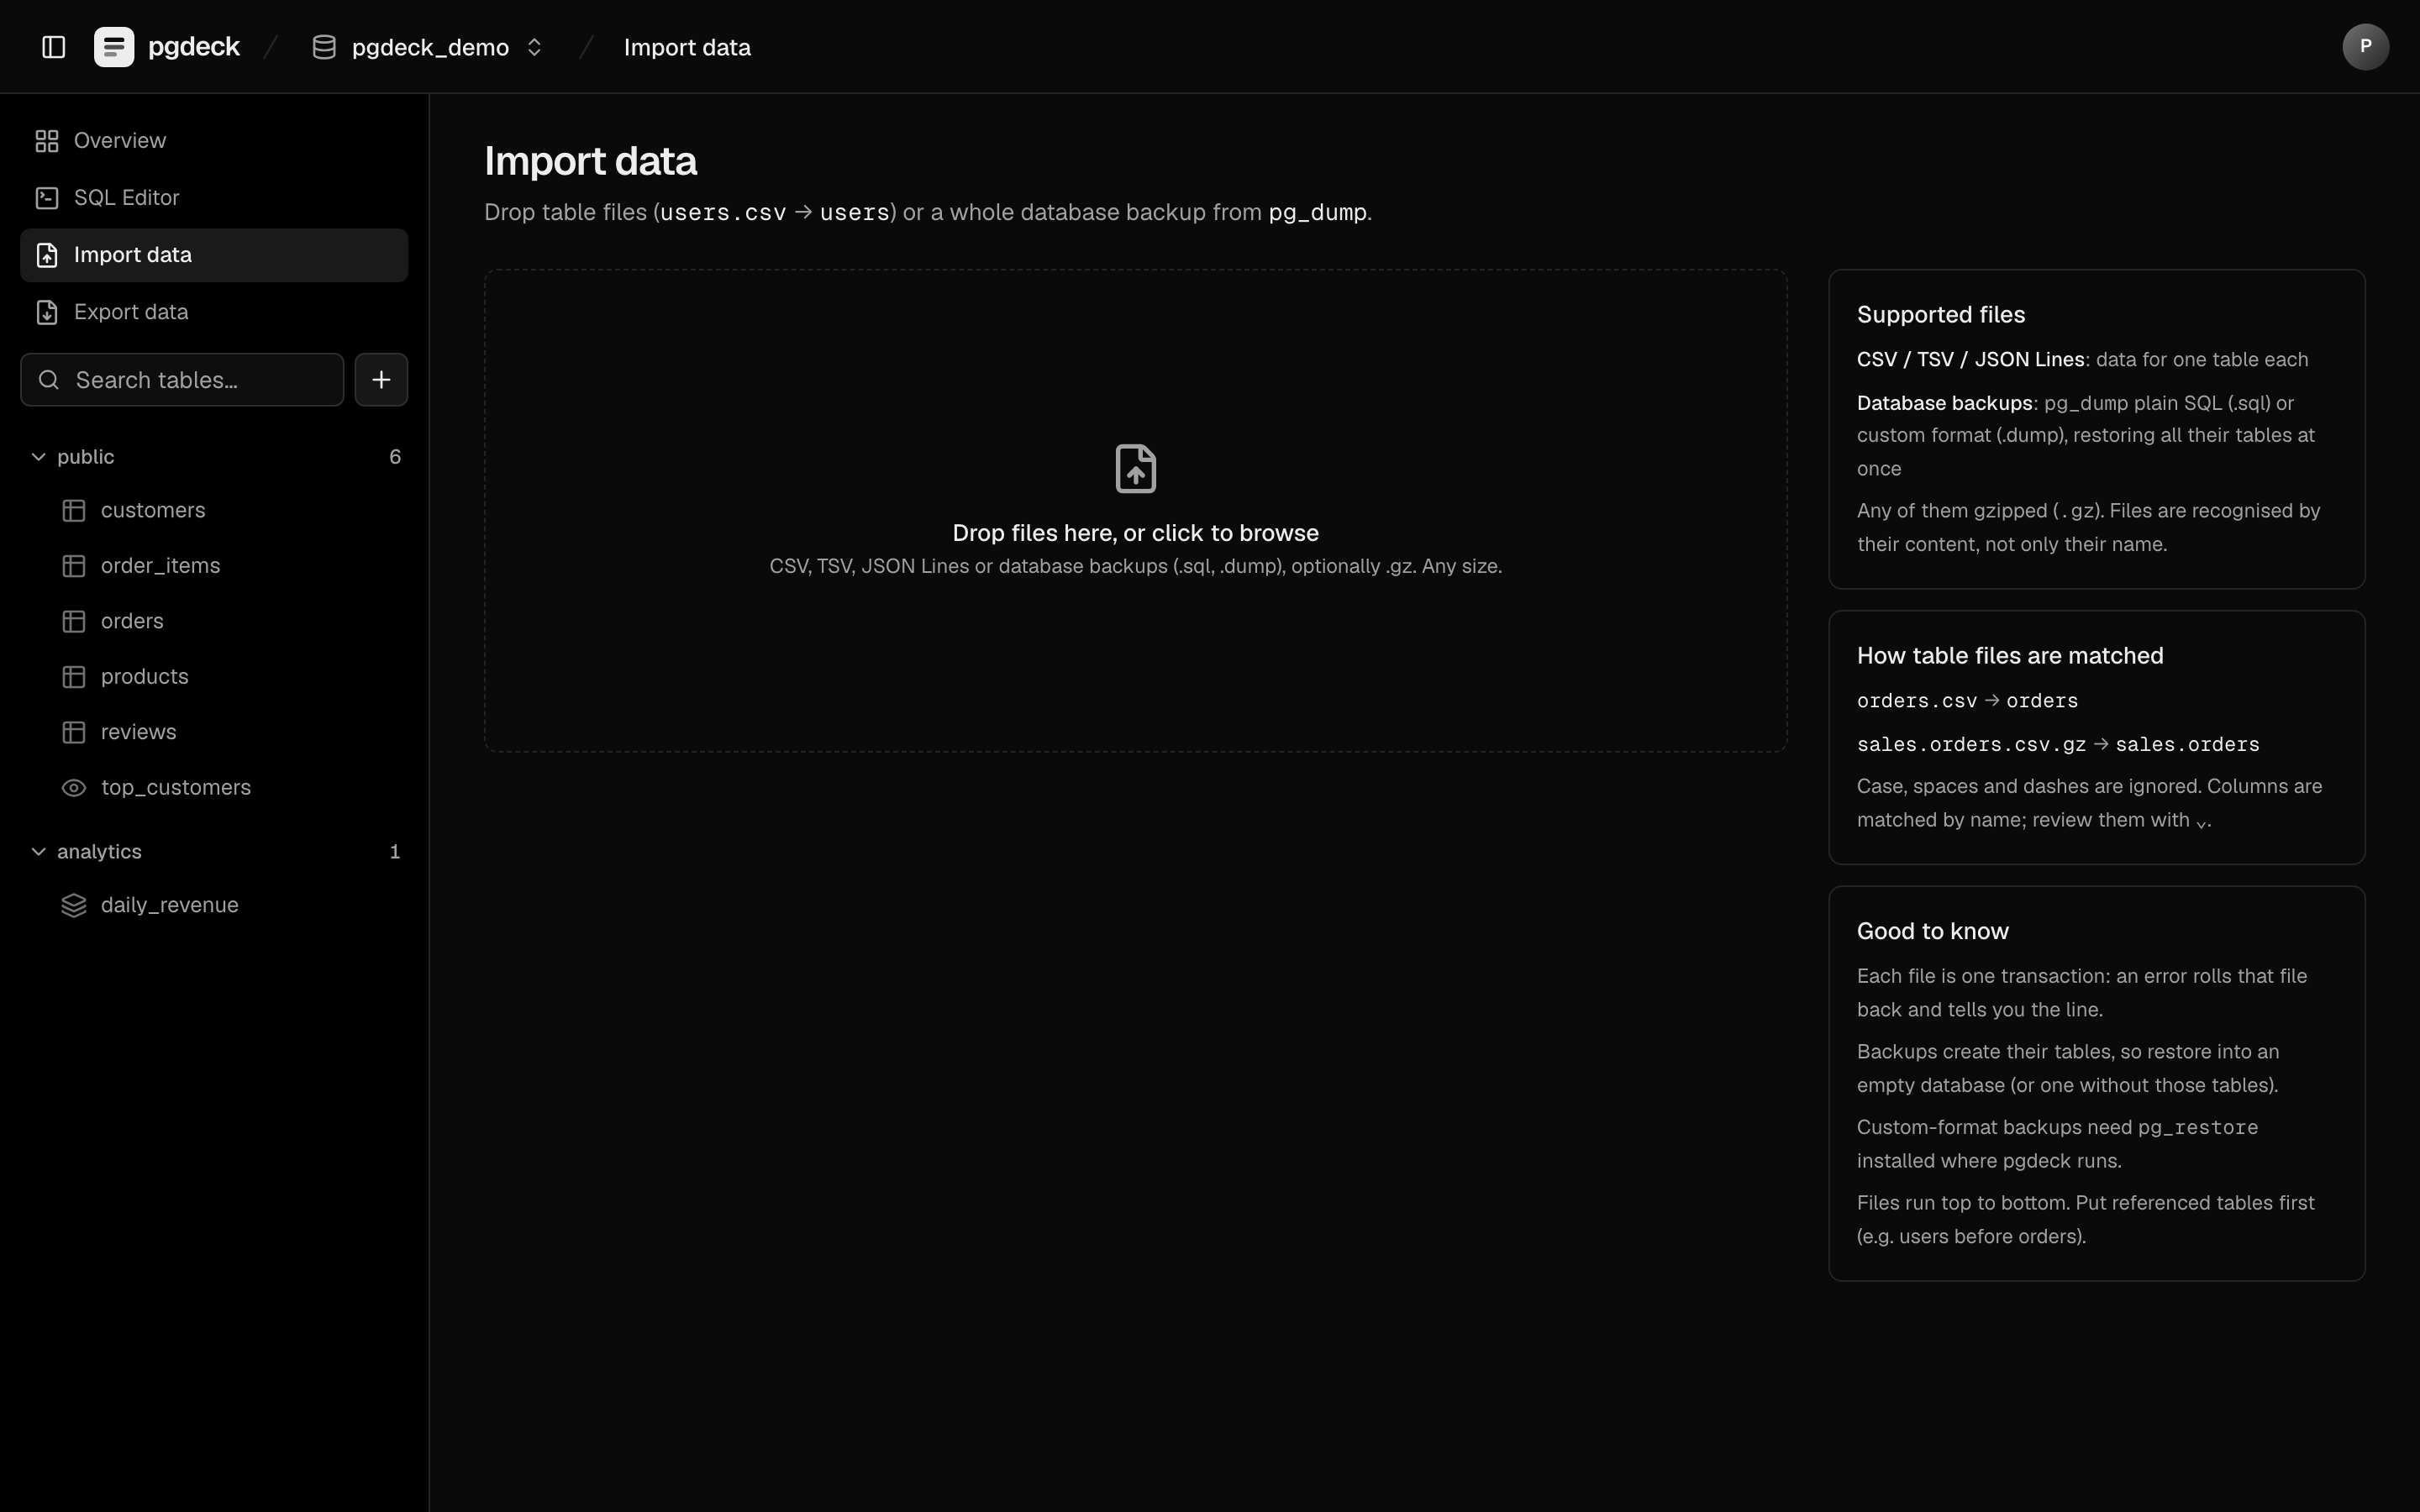 pgdeck / pgdeck_demo / Import data
P
Overview
SQL Editor
Import data
Export data
Search tables...
public 6
customers
order_items
orders
products
reviews
top_customers
analytics 1
daily_revenue
Import data
Drop table files (users.csv → users) or a whole database backup from pg_dump.
Drop files here, or click to browse
CSV, TSV, JSON Lines or database backups (.sql, .dump), optionally .gz. Any size.
Supported files
CSV / TSV / JSON Lines: data for one table each
Database backups: pg_dump plain SQL (.sql) or
custom format (.dump), restoring all their tables at
once
Any of them gzipped (.gz). Files are recognised by
their content, not only their name.
How table files are matched
orders.csv → orders
sales.orders.csv.gz → sales.orders
Case, spaces and dashes are ignored. Columns are
matched by name; review them with ⌄.
Good to know
Each file is one transaction: an error rolls that file
back and tells you the line.
Backups create their tables, so restore into an
empty database (or one without those tables).
Custom-format backups need pg_restore
installed where pgdeck runs.
Files run top to bottom. Put referenced tables first
(e.g. users before orders).